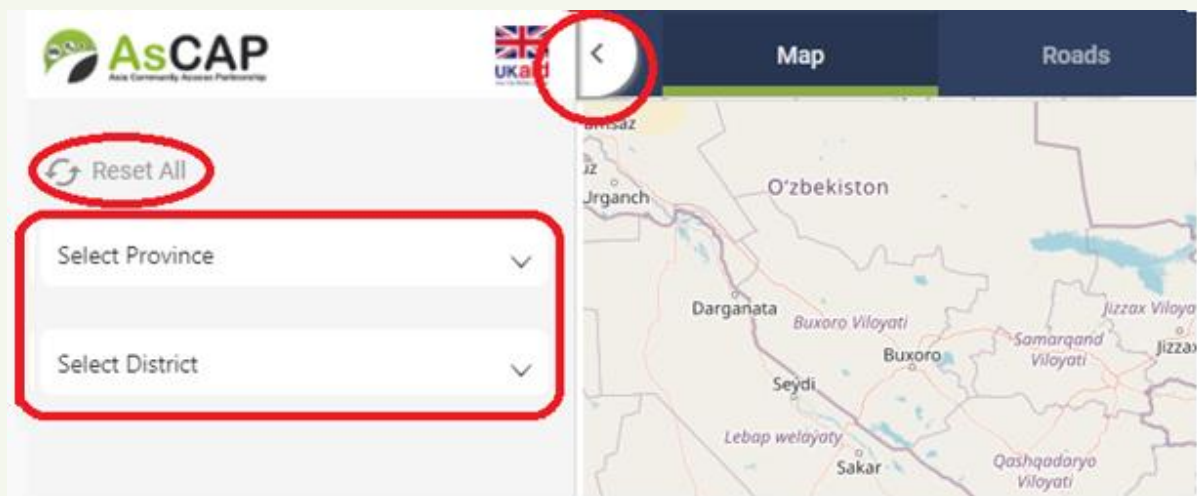 AsCAP
Asia Community Access Partnership
UKaid
Map
Roads
Reset All
Select Province
Select District
Urganch
O'zbekiston
Darganata
Buxoro Viloyati
Buxoro
Samarqand
Viloyati
Jizzax Viloya
Jizzax
Seýdi
Lebap welaýaty
Sakar
Qashqadaryo
Viloyati